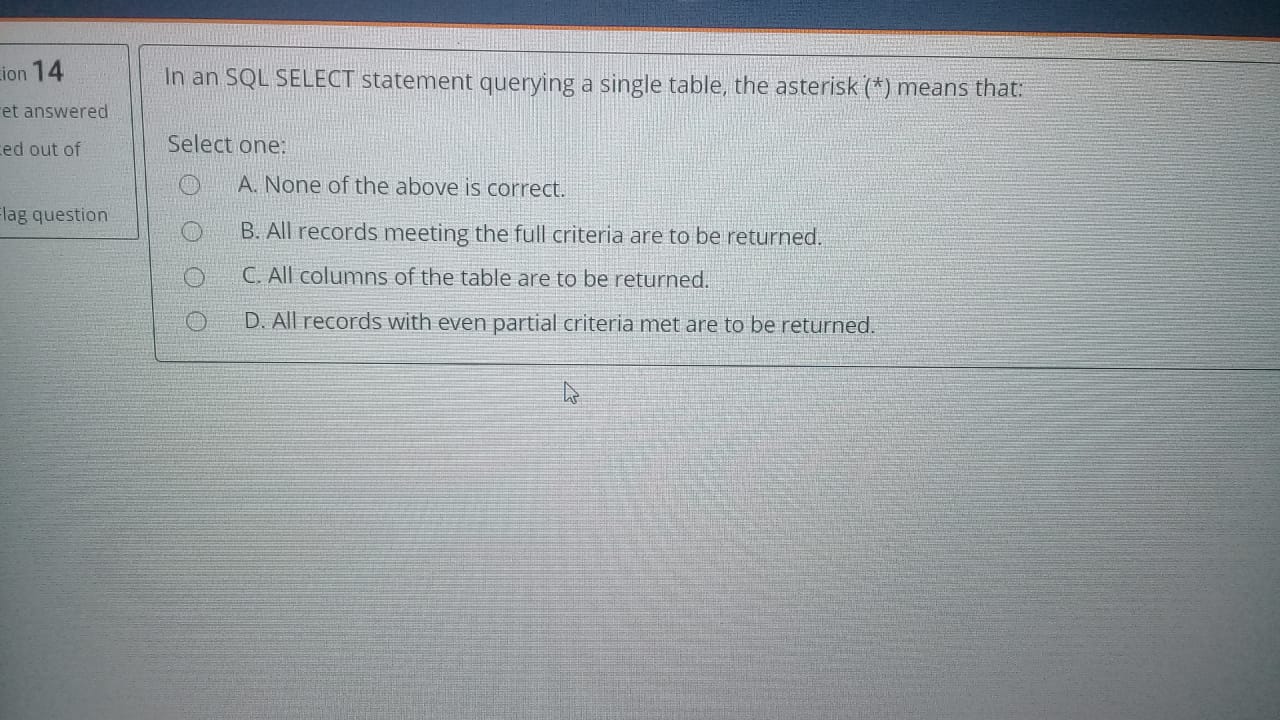 ion 14
et answered
ed out of
lag question
In an SQL SELECT statement querying a single table, the asterisk (*) means that:
Select one:
A. None of the above is correct.
B. All records meeting the full criteria are to be returned.
C. All columns of the table are to be returned.
D. All records with even partial criteria met are to be returned.